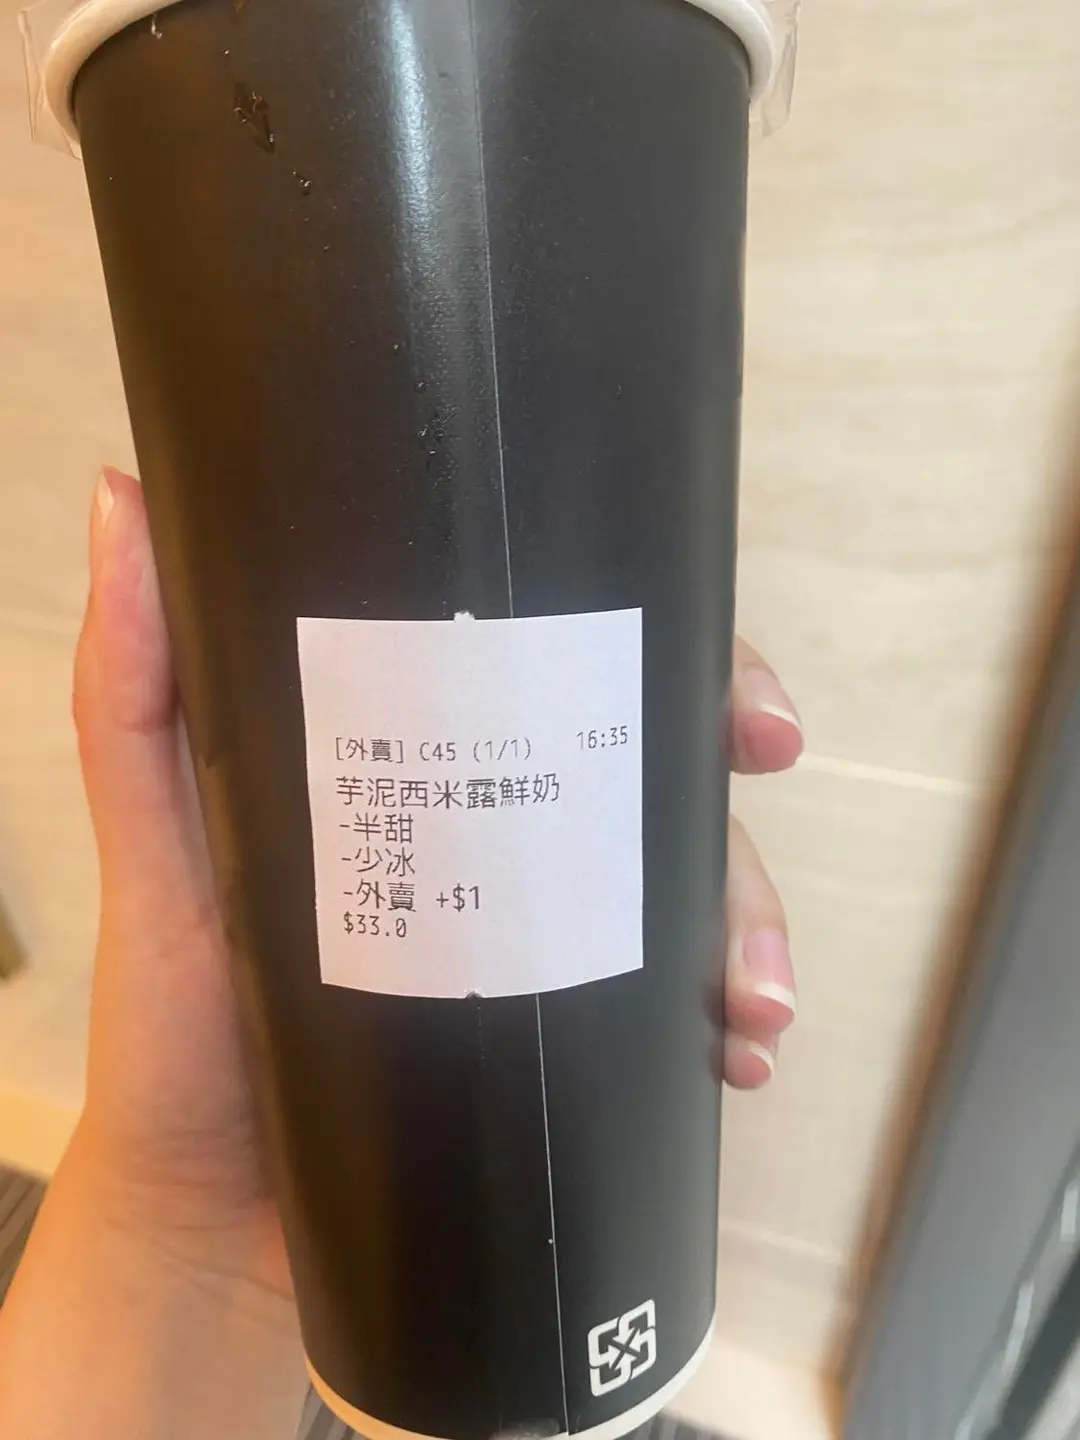 [外賣] C45 (1/1) 16:35
芋泥西米露鮮奶
-半甜
-少冰
-外賣 +$1
$33.0